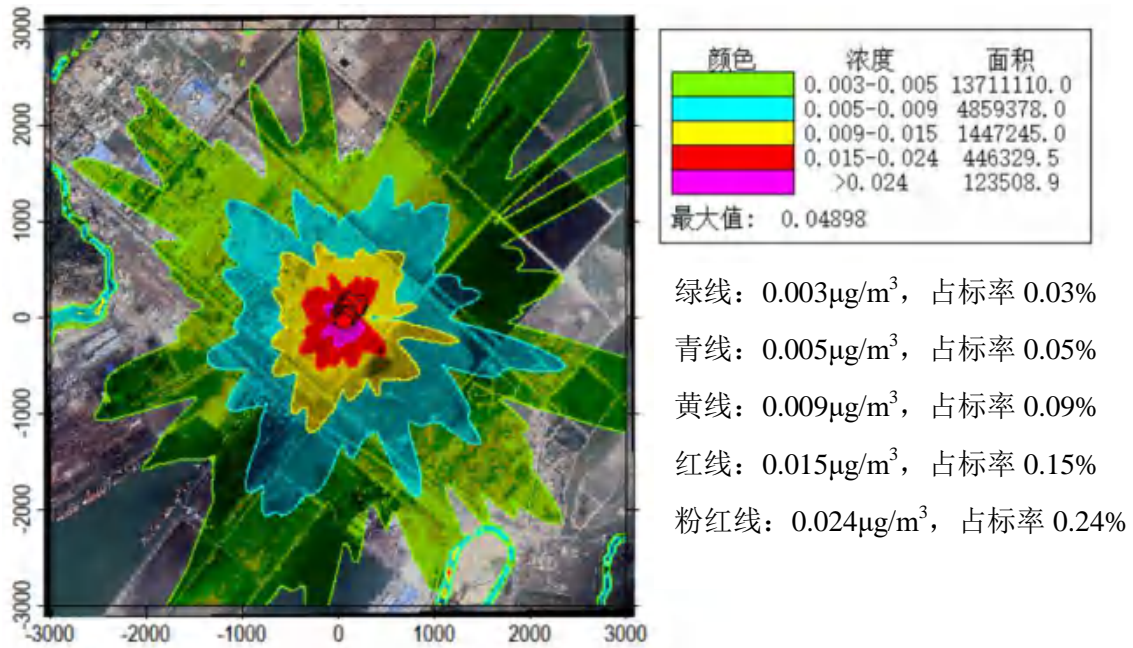 3000
2000
1000
0
-1000
-2000
-3000
-3000 -2000 -1000 0 1000 2000 3000
颜色 浓度 面积
0.003-0.005 13711110.0
0.005-0.009 4859378.0
0.009-0.015 1447245.0
0.015-0.024 446329.5
>0.024 123508.9
最大值: 0.04898
绿线：0.003μg/m³，占标率 0.03%
青线：0.005μg/m³，占标率 0.05%
黄线：0.009μg/m³，占标率 0.09%
红线：0.015μg/m³，占标率 0.15%
粉红线：0.024μg/m³，占标率 0.24%